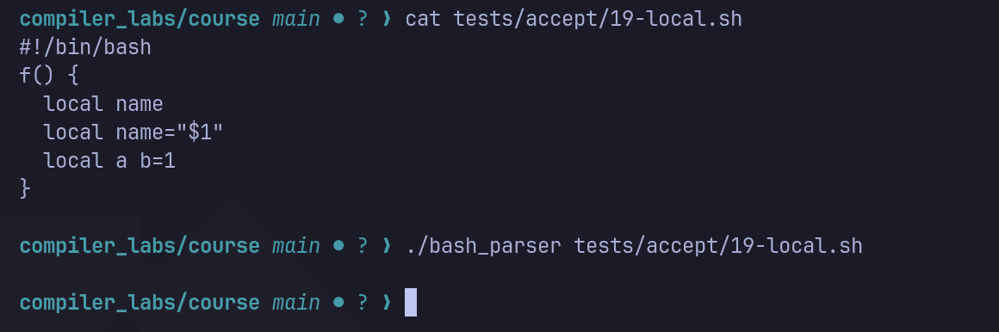 compiler_labs/course main ● ? ❯ cat tests/accept/19-local.sh
#!/bin/bash
f() {
  local name
  local name="$1"
  local a b=1
}
compiler_labs/course main ● ? ❯ ./bash_parser tests/accept/19-local.sh
compiler_labs/course main ● ? ❯